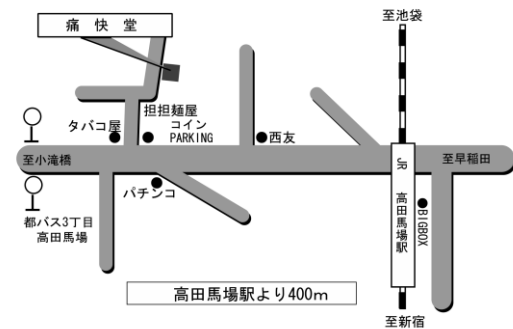 至池袋
痛快堂
担担麺屋
タバコ屋
コイン
PARKING
西友
至小滝橋
JR 高田馬場駅
至早稲田
パチンコ
都バス3丁目
高田馬場
BIGBOX
高田馬場駅より400m
至新宿